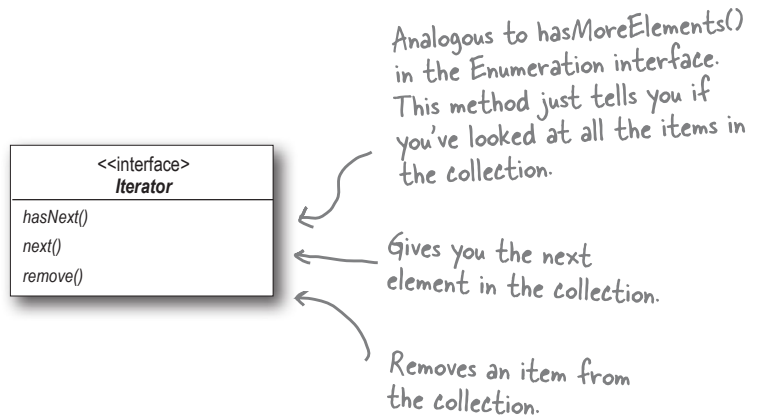 Analogous to hasMoreElements()
in the Enumeration interface.
This method just tells you if
you've looked at all the items in
the collection.
<<interface>
Iterator
hasNext()
next()
remove()
Gives you the next
element in the collection.
Removes an item from
the collection.